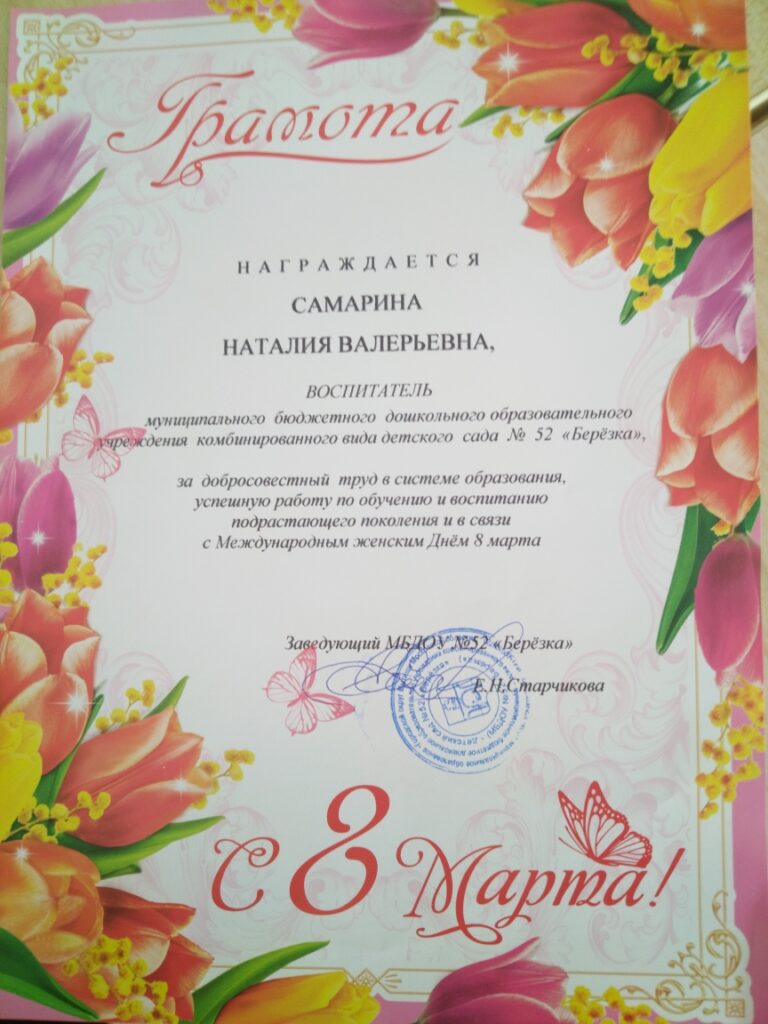 Грамота
НАГРАЖДАЕТСЯ
САМАРИНА
НАТАЛИЯ ВАЛЕРЬЕВНА,
ВОСПИТАТЕЛЬ
муниципального бюджетного дошкольного образовательного
учреждения комбинированного вида детского сада № 52 «Берёзка»,
за добросовестный труд в системе образования,
успешную работу по обучению и воспитанию
подрастающего поколения и в связи
с Международным женским Днём 8 марта
Заведующий МБДОУ №52 «Берёзка»
Е.Н.Старчикова
С 8 Марта!